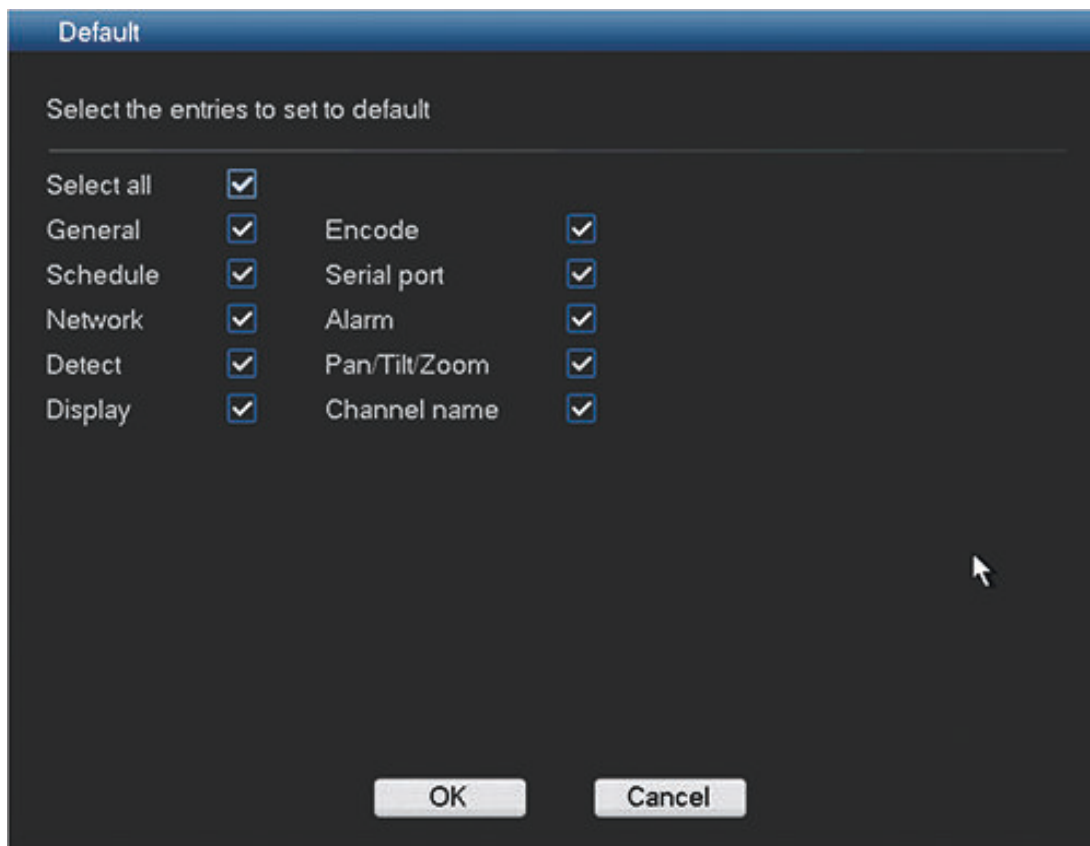 Default
Select the entries to set to default
Select all
General Encode
Schedule Serial port
Network Alarm
Detect Pan/Tilt/Zoom
Display Channel name
OK Cancel